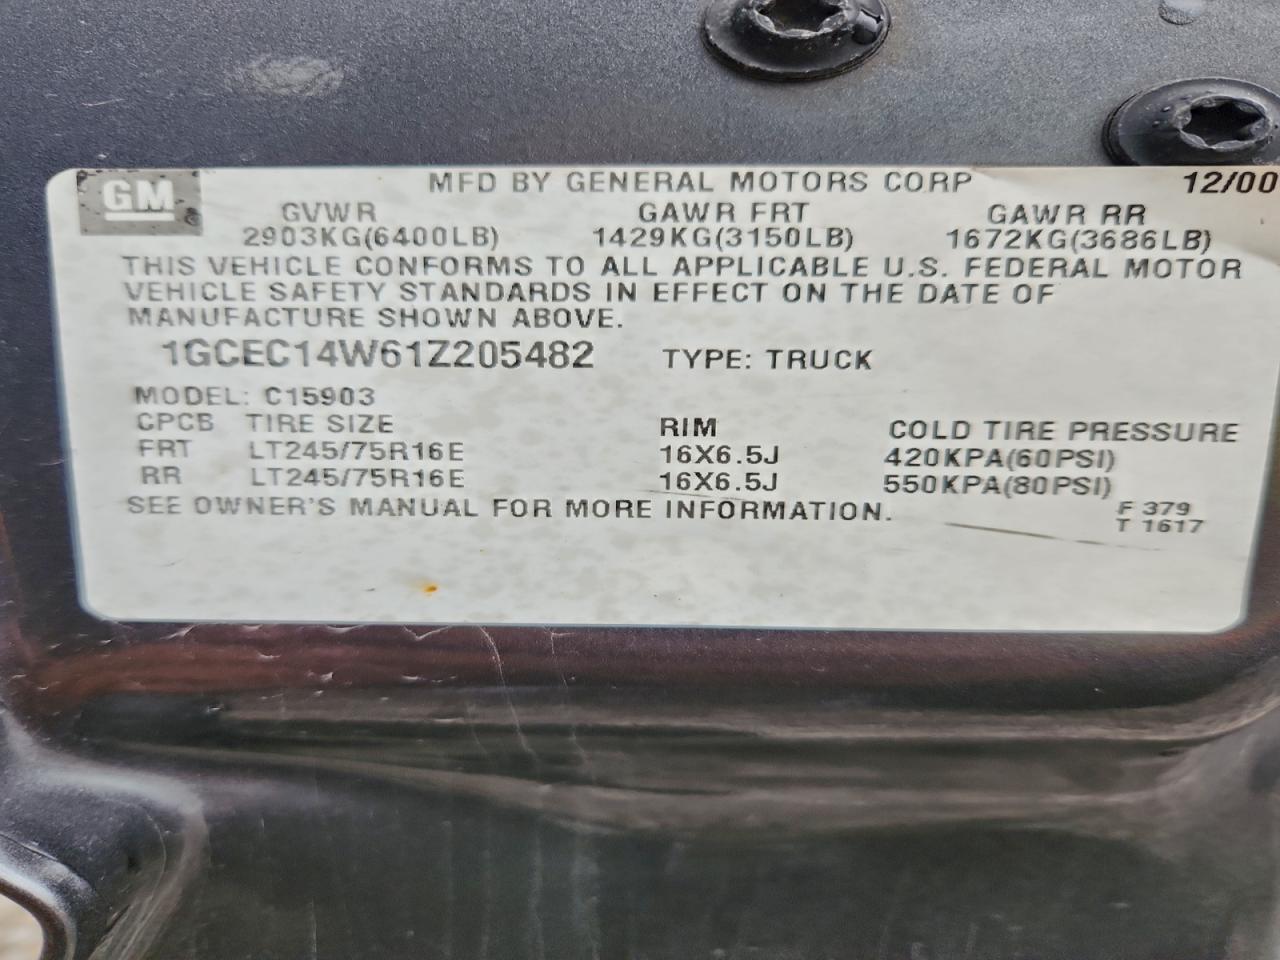 GM MFD BY GENERAL MOTORS CORP 12/00
GVWR GAWR FRT GAWR RR
2903KG(6400LB) 1429KG(3150LB) 1672KG(3686LB)
THIS VEHICLE CONFORMS TO ALL APPLICABLE U.S. FEDERAL MOTOR
VEHICLE SAFETY STANDARDS IN EFFECT ON THE DATE OF
MANUFACTURE SHOWN ABOVE.
1GCEC14W61Z205482 TYPE: TRUCK
MODEL: C15903
CPCB TIRE SIZE RIM COLD TIRE PRESSURE
FRT LT245/75R16E 16X6.5J 420KPA(60PSI)
RR LT245/75R16E 16X6.5J 550KPA(80PSI)
SEE OWNER'S MANUAL FOR MORE INFORMATION. F 379
T 1617